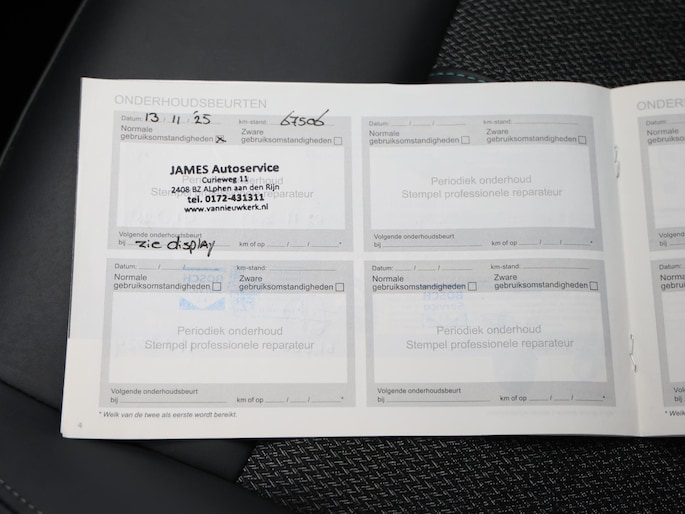 ONDERHOUDSBEURTEN
Datum: 13 / 11 / '25 km-stand: 67506
Normale gebruiksomstandigheden ☒ Zware gebruiksomstandigheden ☐
JAMES Autoservice
Curieweg 11
2408 BZ ALphen aan den Rijn
tel. 0172-431311
www.vannieuwkerk.nl
Volgende onderhoudsbeurt
bij zie display km of op / / *
Datum: / / km-stand:
Normale gebruiksomstandigheden ☐ Zware gebruiksomstandigheden ☐
Periodiek onderhoud
Stempel professionele reparateur
Volgende onderhoudsbeurt
bij km of op / / *
Datum: / / km-stand:
Normale gebruiksomstandigheden ☐ Zware gebruiksomstandigheden ☐
Periodiek onderhoud
Stempel professionele reparateur
Volgende onderhoudsbeurt
bij km of op / / *
Datum: / / km-stand:
Normale gebruiksomstandigheden ☐ Zware gebruiksomstandigheden ☐
Periodiek onderhoud
Stempel professionele reparateur
Volgende onderhoudsbeurt
bij km of op / / *
* Welk van de twee als eerste wordt bereikt.
4